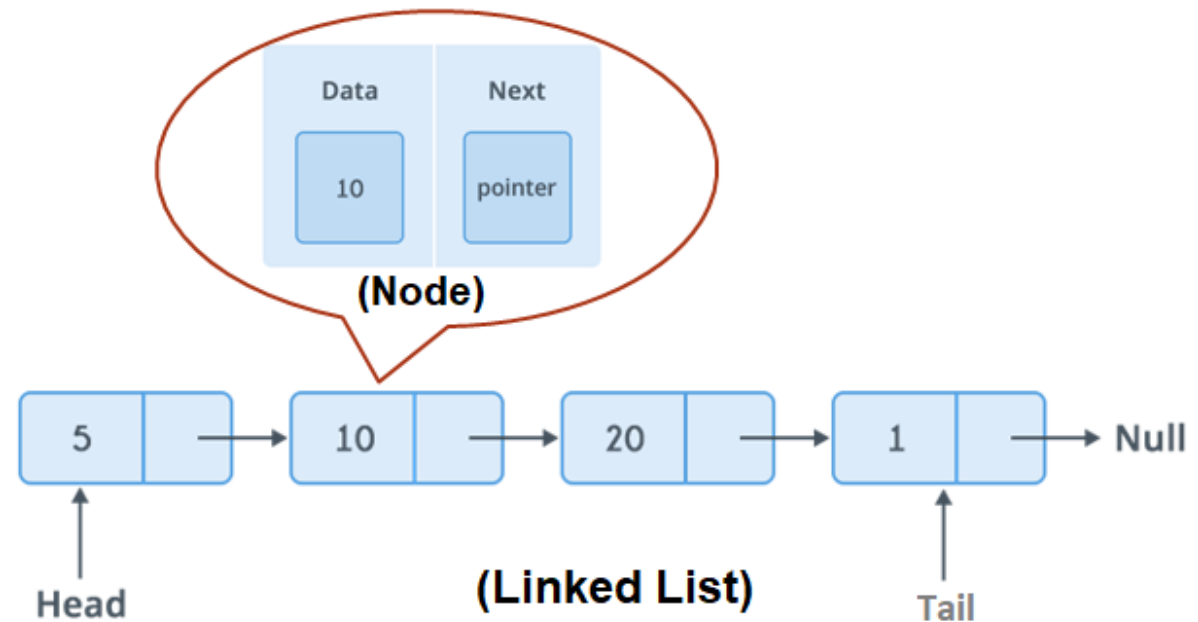 Data Next
10 pointer
(Node)
5 10 20 1 Null
Head (Linked List) Tail